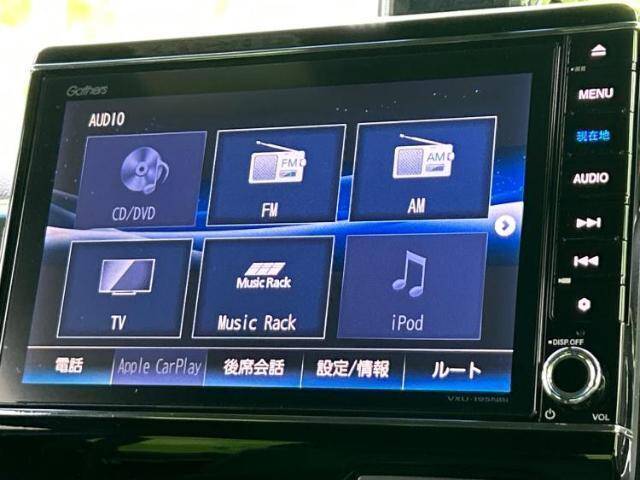 Gathers
AUDIO
CD/DVD
FM
FM
AM
AM
TV
Music Rack
Music Rack
iPod
電話
Apple CarPlay
後席会話
設定/情報
ルート
MENU
現在地
AUDIO
DISP OFF
VOL